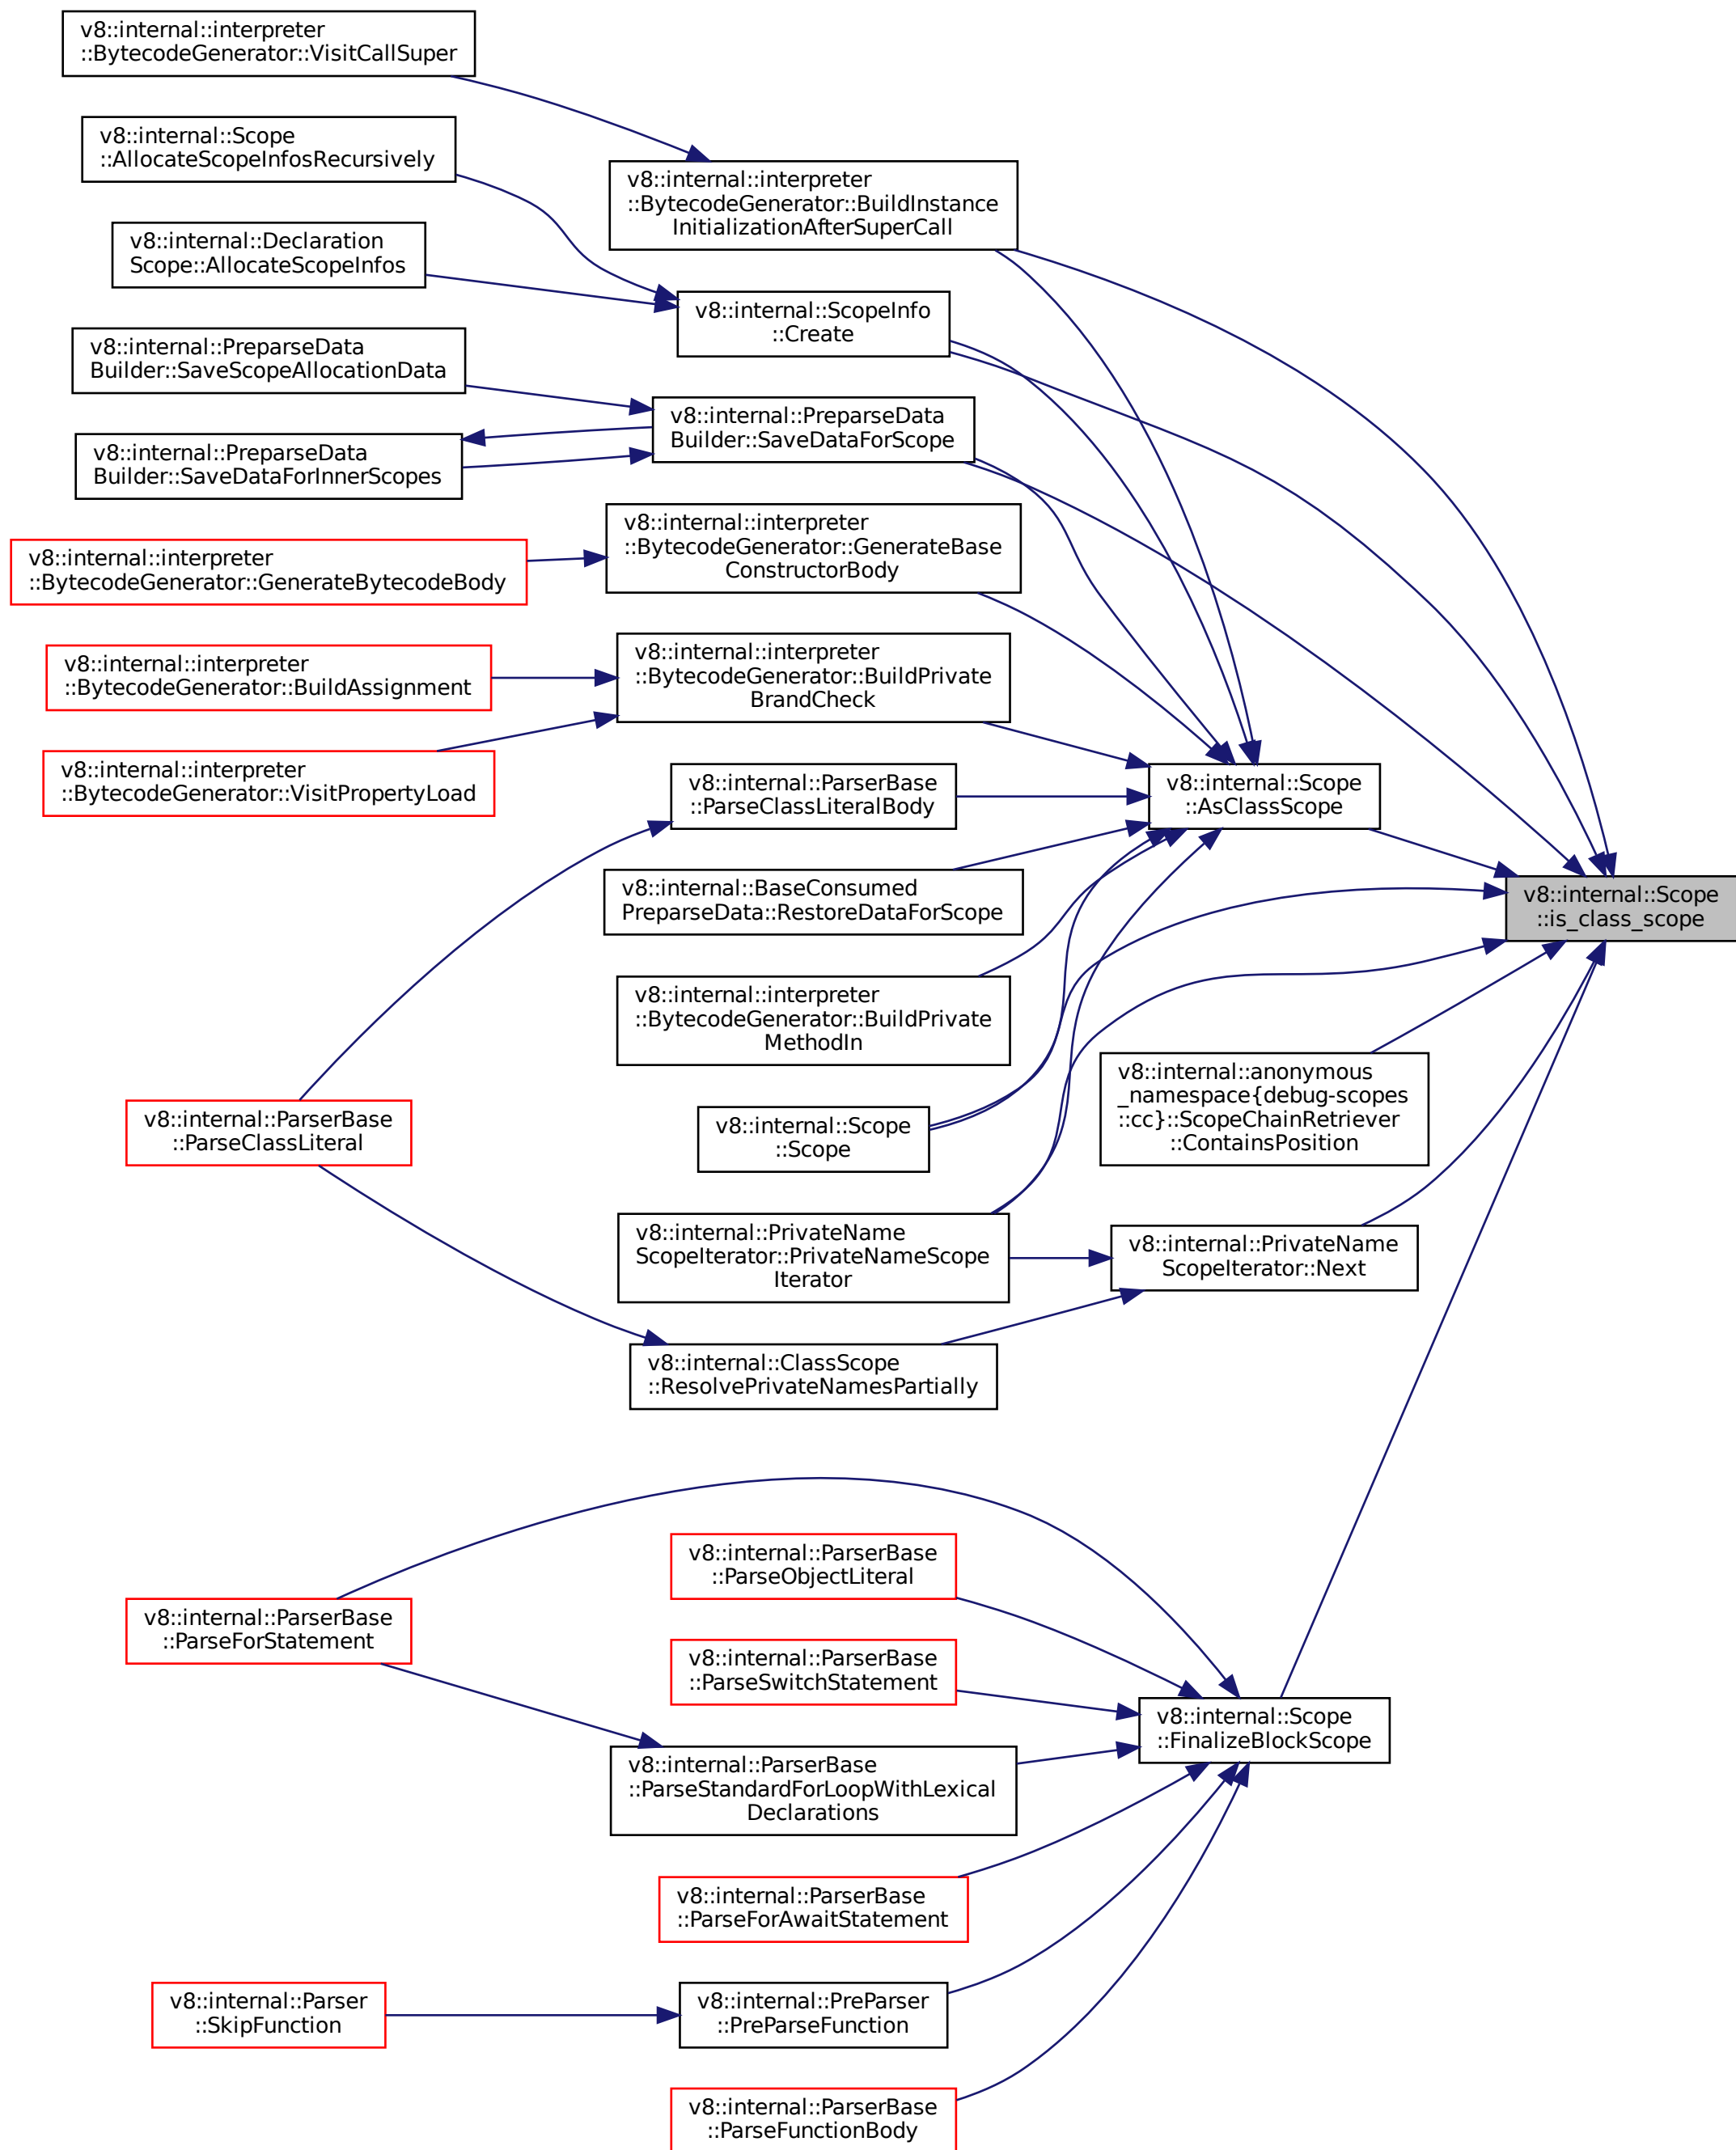 v8::internal::interpreter
::BytecodeGenerator::VisitCallSuper
v8::internal::Scope
::AllocateScopeInfosRecursively
v8::internal::interpreter
::BytecodeGenerator::BuildInstance
InitializationAfterSuperCall
v8::internal::Declaration
Scope::AllocateScopeInfos
v8::internal::ScopeInfo
::Create
v8::internal::PreparseData
Builder::SaveScopeAllocationData
v8::internal::PreparseData
Builder::SaveDataForScope
v8::internal::PreparseData
Builder::SaveDataForInnerScopes
v8::internal::interpreter
::BytecodeGenerator::GenerateBase
ConstructorBody
v8::internal::interpreter
::BytecodeGenerator::GenerateBytecodeBody
v8::internal::interpreter
::BytecodeGenerator::BuildPrivate
BrandCheck
v8::internal::interpreter
::BytecodeGenerator::BuildAssignment
v8::internal::interpreter
::BytecodeGenerator::VisitPropertyLoad
v8::internal::ParserBase
::ParseClassLiteralBody
v8::internal::Scope
::AsClassScope
v8::internal::BaseConsumed
PreparseData::RestoreDataForScope
v8::internal::Scope
::is_class_scope
v8::internal::interpreter
::BytecodeGenerator::BuildPrivate
MethodIn
v8::internal::anonymous
_namespace{debug-scopes
::cc}::ScopeChainRetriever
::ContainsPosition
v8::internal::ParserBase
::ParseClassLiteral
v8::internal::Scope
::Scope
v8::internal::PrivateName
ScopeIterator::PrivateNameScope
Iterator
v8::internal::PrivateName
ScopeIterator::Next
v8::internal::ClassScope
::ResolvePrivateNamesPartially
v8::internal::ParserBase
::ParseObjectLiteral
v8::internal::ParserBase
::ParseForStatement
v8::internal::ParserBase
::ParseSwitchStatement
v8::internal::Scope
::FinalizeBlockScope
v8::internal::ParserBase
::ParseStandardForLoopWithLexical
Declarations
v8::internal::ParserBase
::ParseForAwaitStatement
v8::internal::Parser
::SkipFunction
v8::internal::PreParser
::PreParseFunction
v8::internal::ParserBase
::ParseFunctionBody